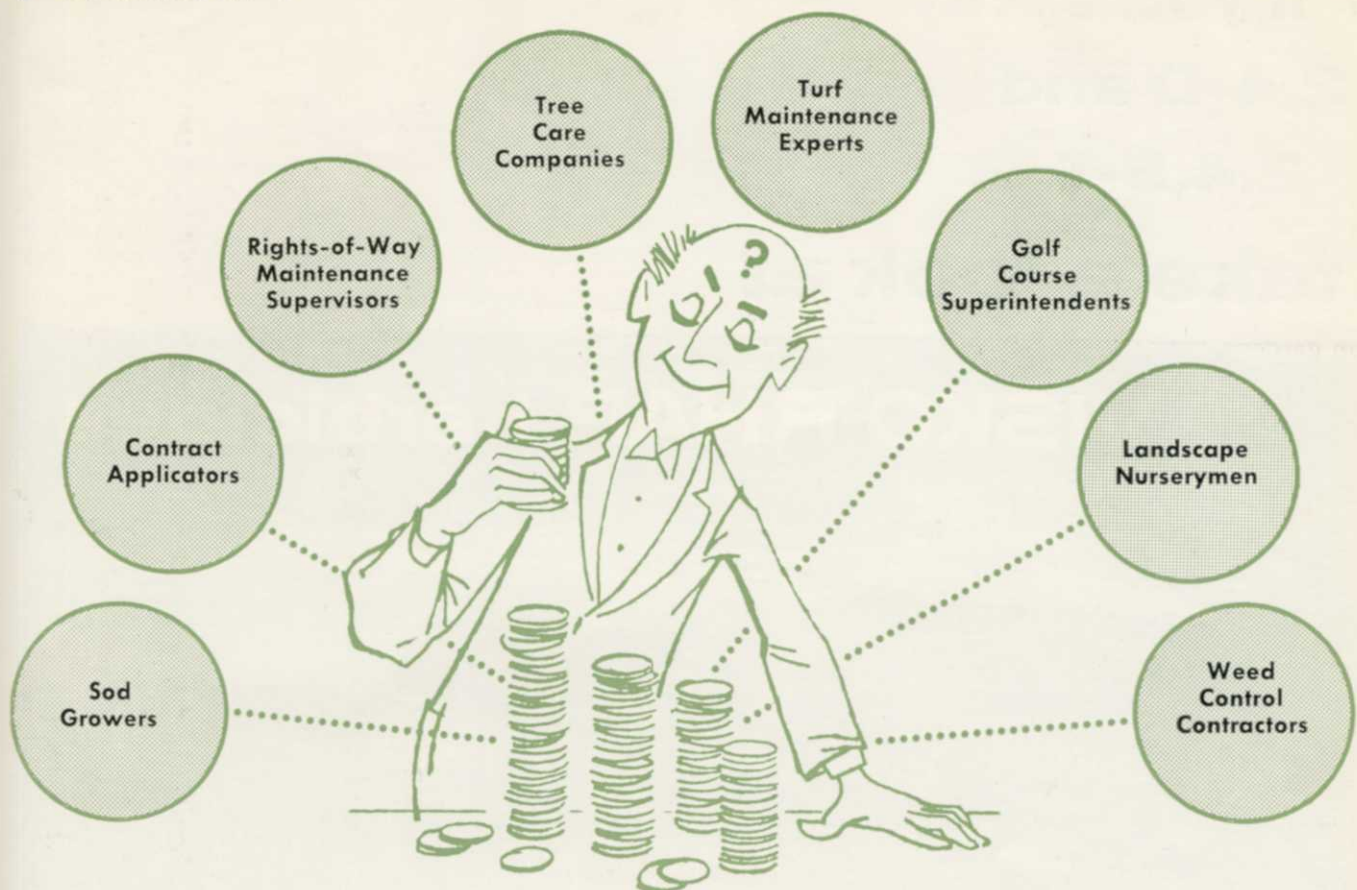 Tree
Care
Companies
Turf
Maintenance
Experts
Rights-of-Way
Maintenance
Supervisors
Golf
Course
Superintendents
Contract
Applicators
Landscape
Nurserymen
Sod
Growers
Weed
Control
Contractors
?